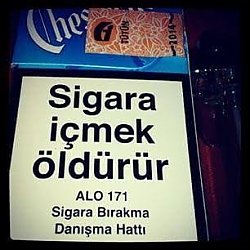 Sigara
içmek
öldürür
ALO 171
Sigara Bırakma
Danışma Hattı